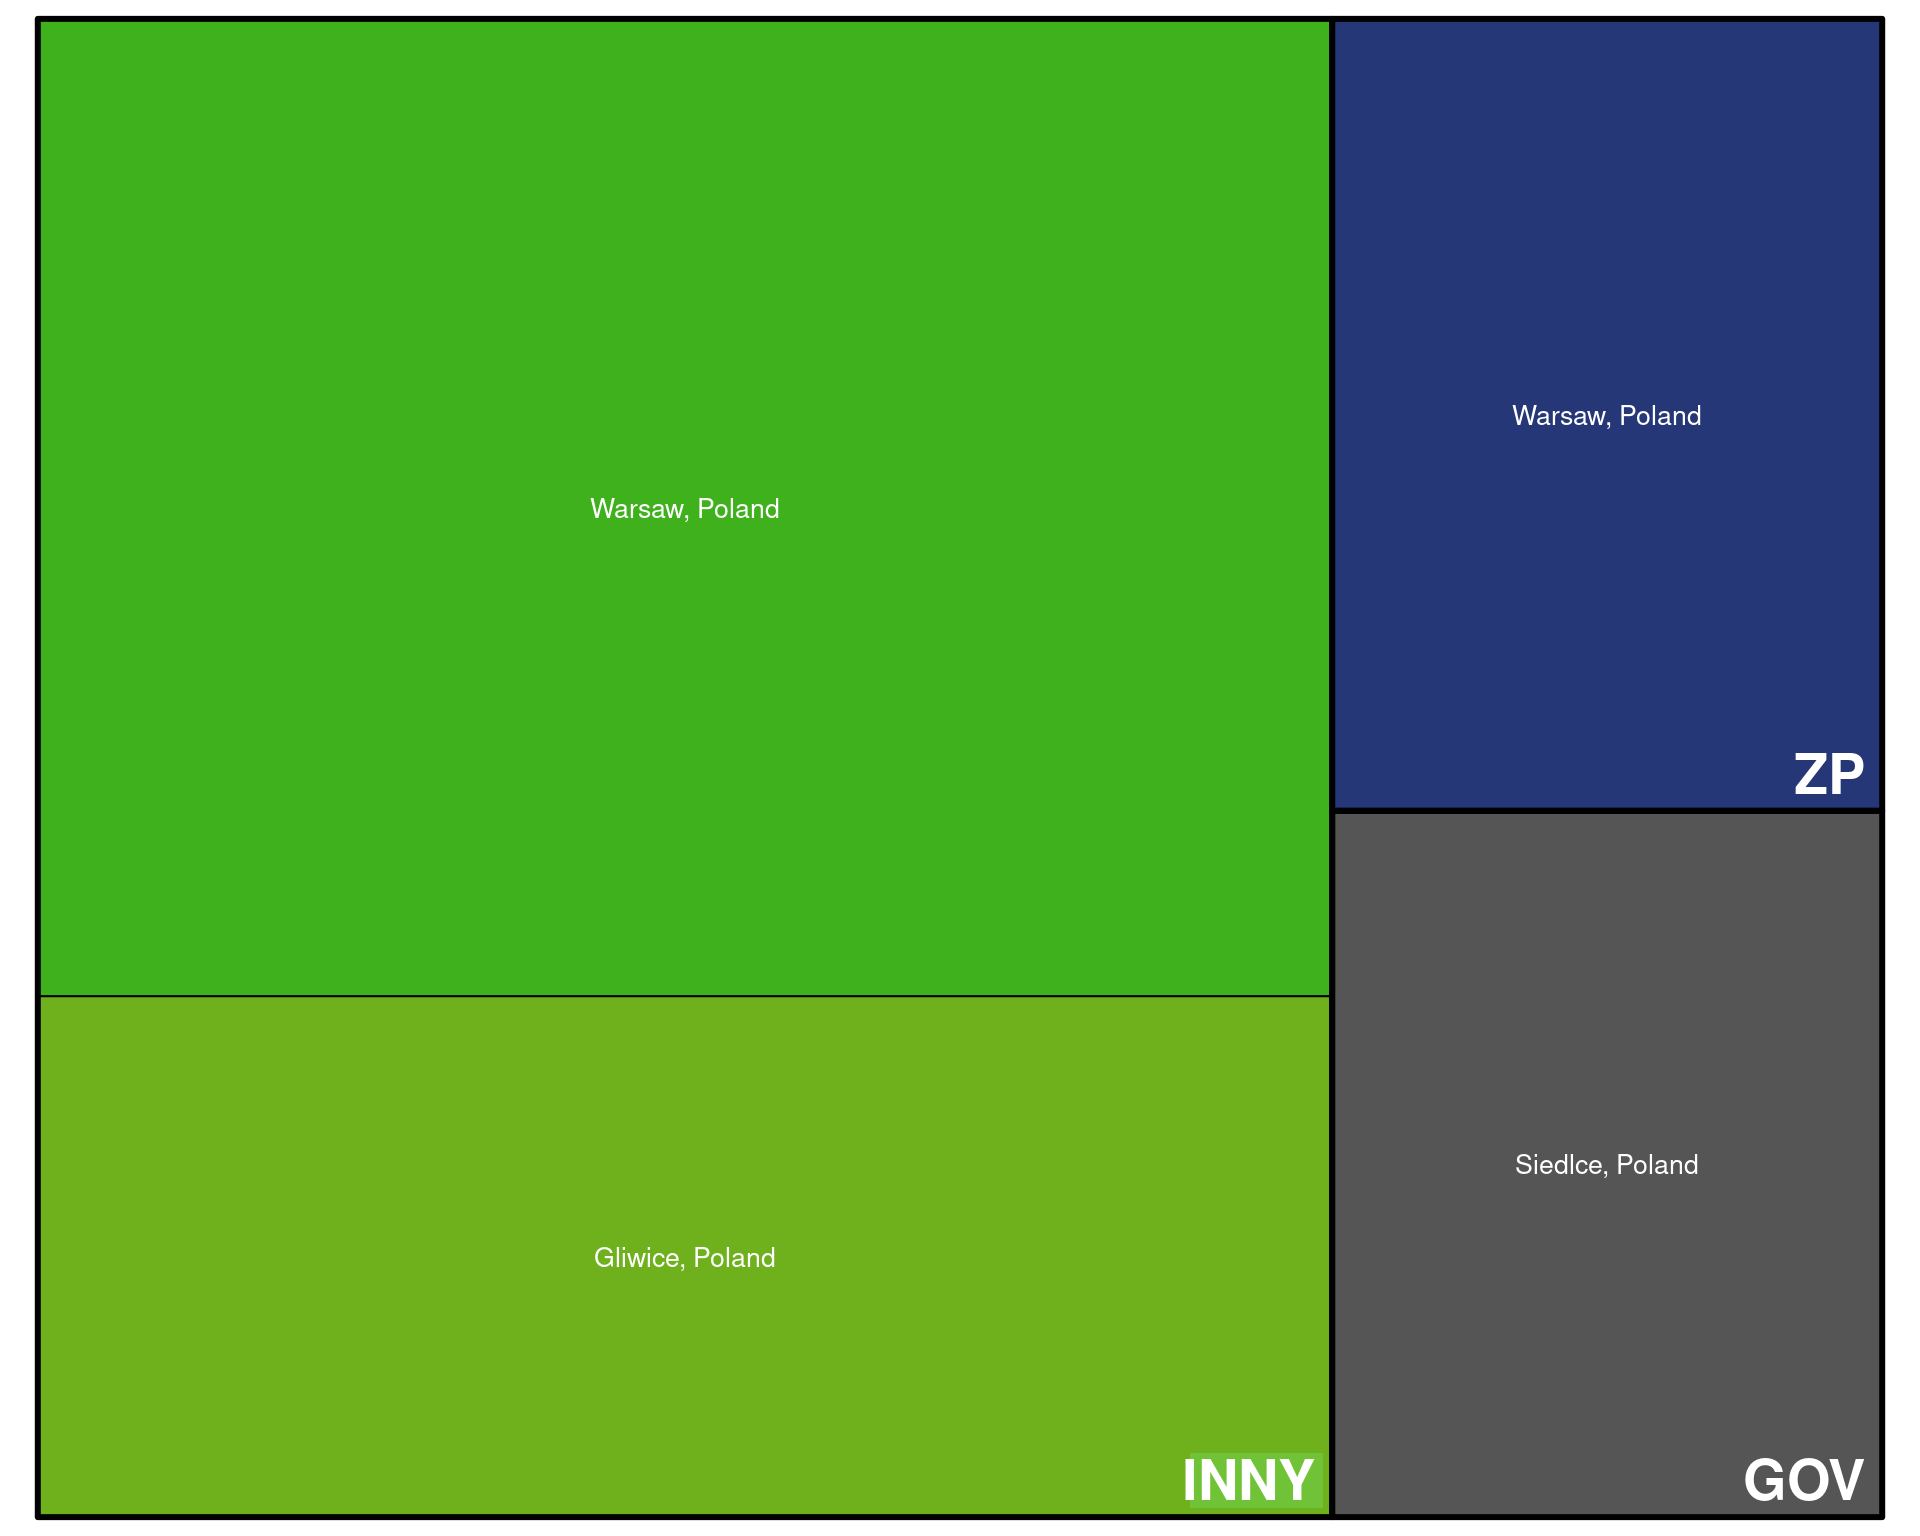 Warsaw, Poland
Gliwice, Poland
INNY
Warsaw, Poland
ZP
Siedlce, Poland
GOV